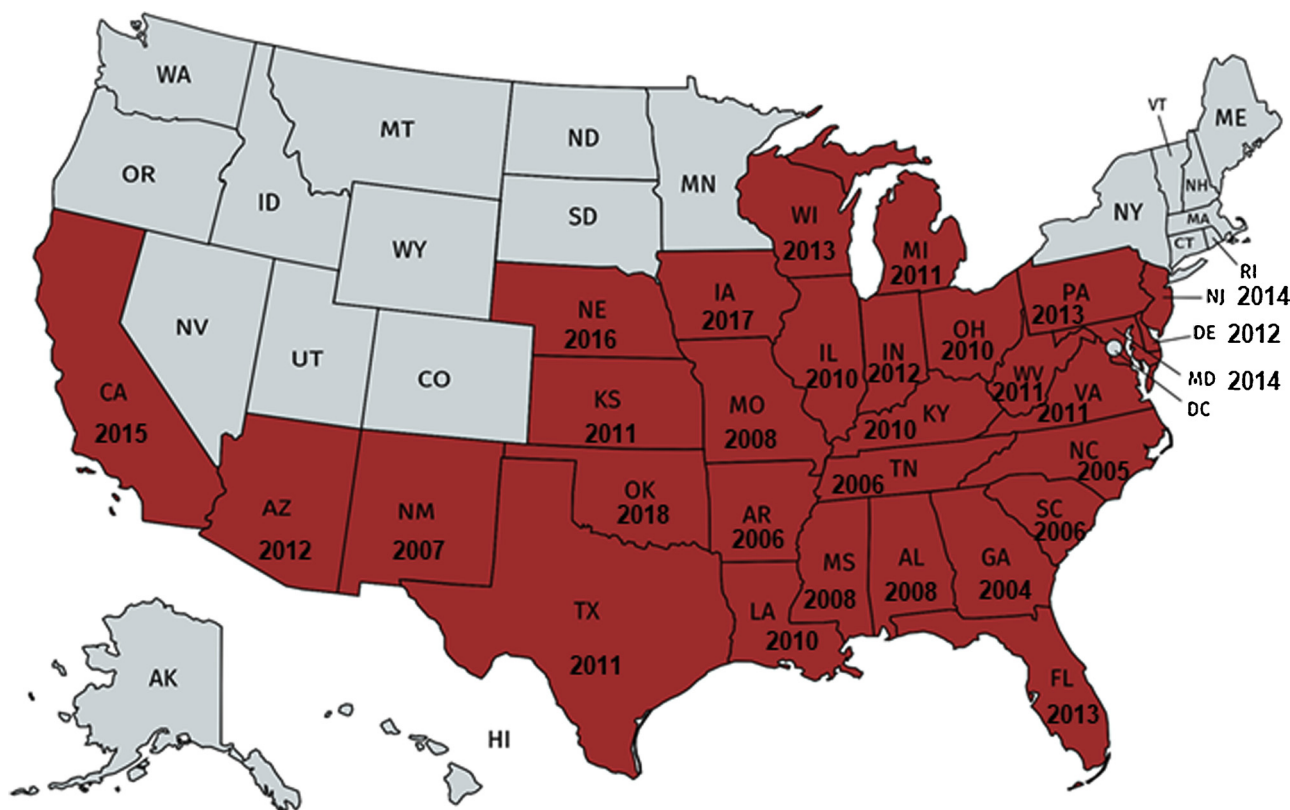 WA
MT
ND
MN
OR
ID
SD
WY
NV
UT
CO
CA
2015
AZ
2012
NM
2007
NE
2016
KS
2011
OK
2018
TX
2011
IA
2017
MO
2008
AR
2006
LA
2010
WI
2013
IL
2010
MI
2011
IN
2012
OH
2010
KY
2010
TN
2006
MS
2008
AL
2008
GA
2004
FL
2013
SC
2006
NC
2005
VA
2011
WV
2011
PA
2013
NY
VT
NH
ME
MA
CT
RI
NJ 2014
DE 2012
MD 2014
DC
AK
HI